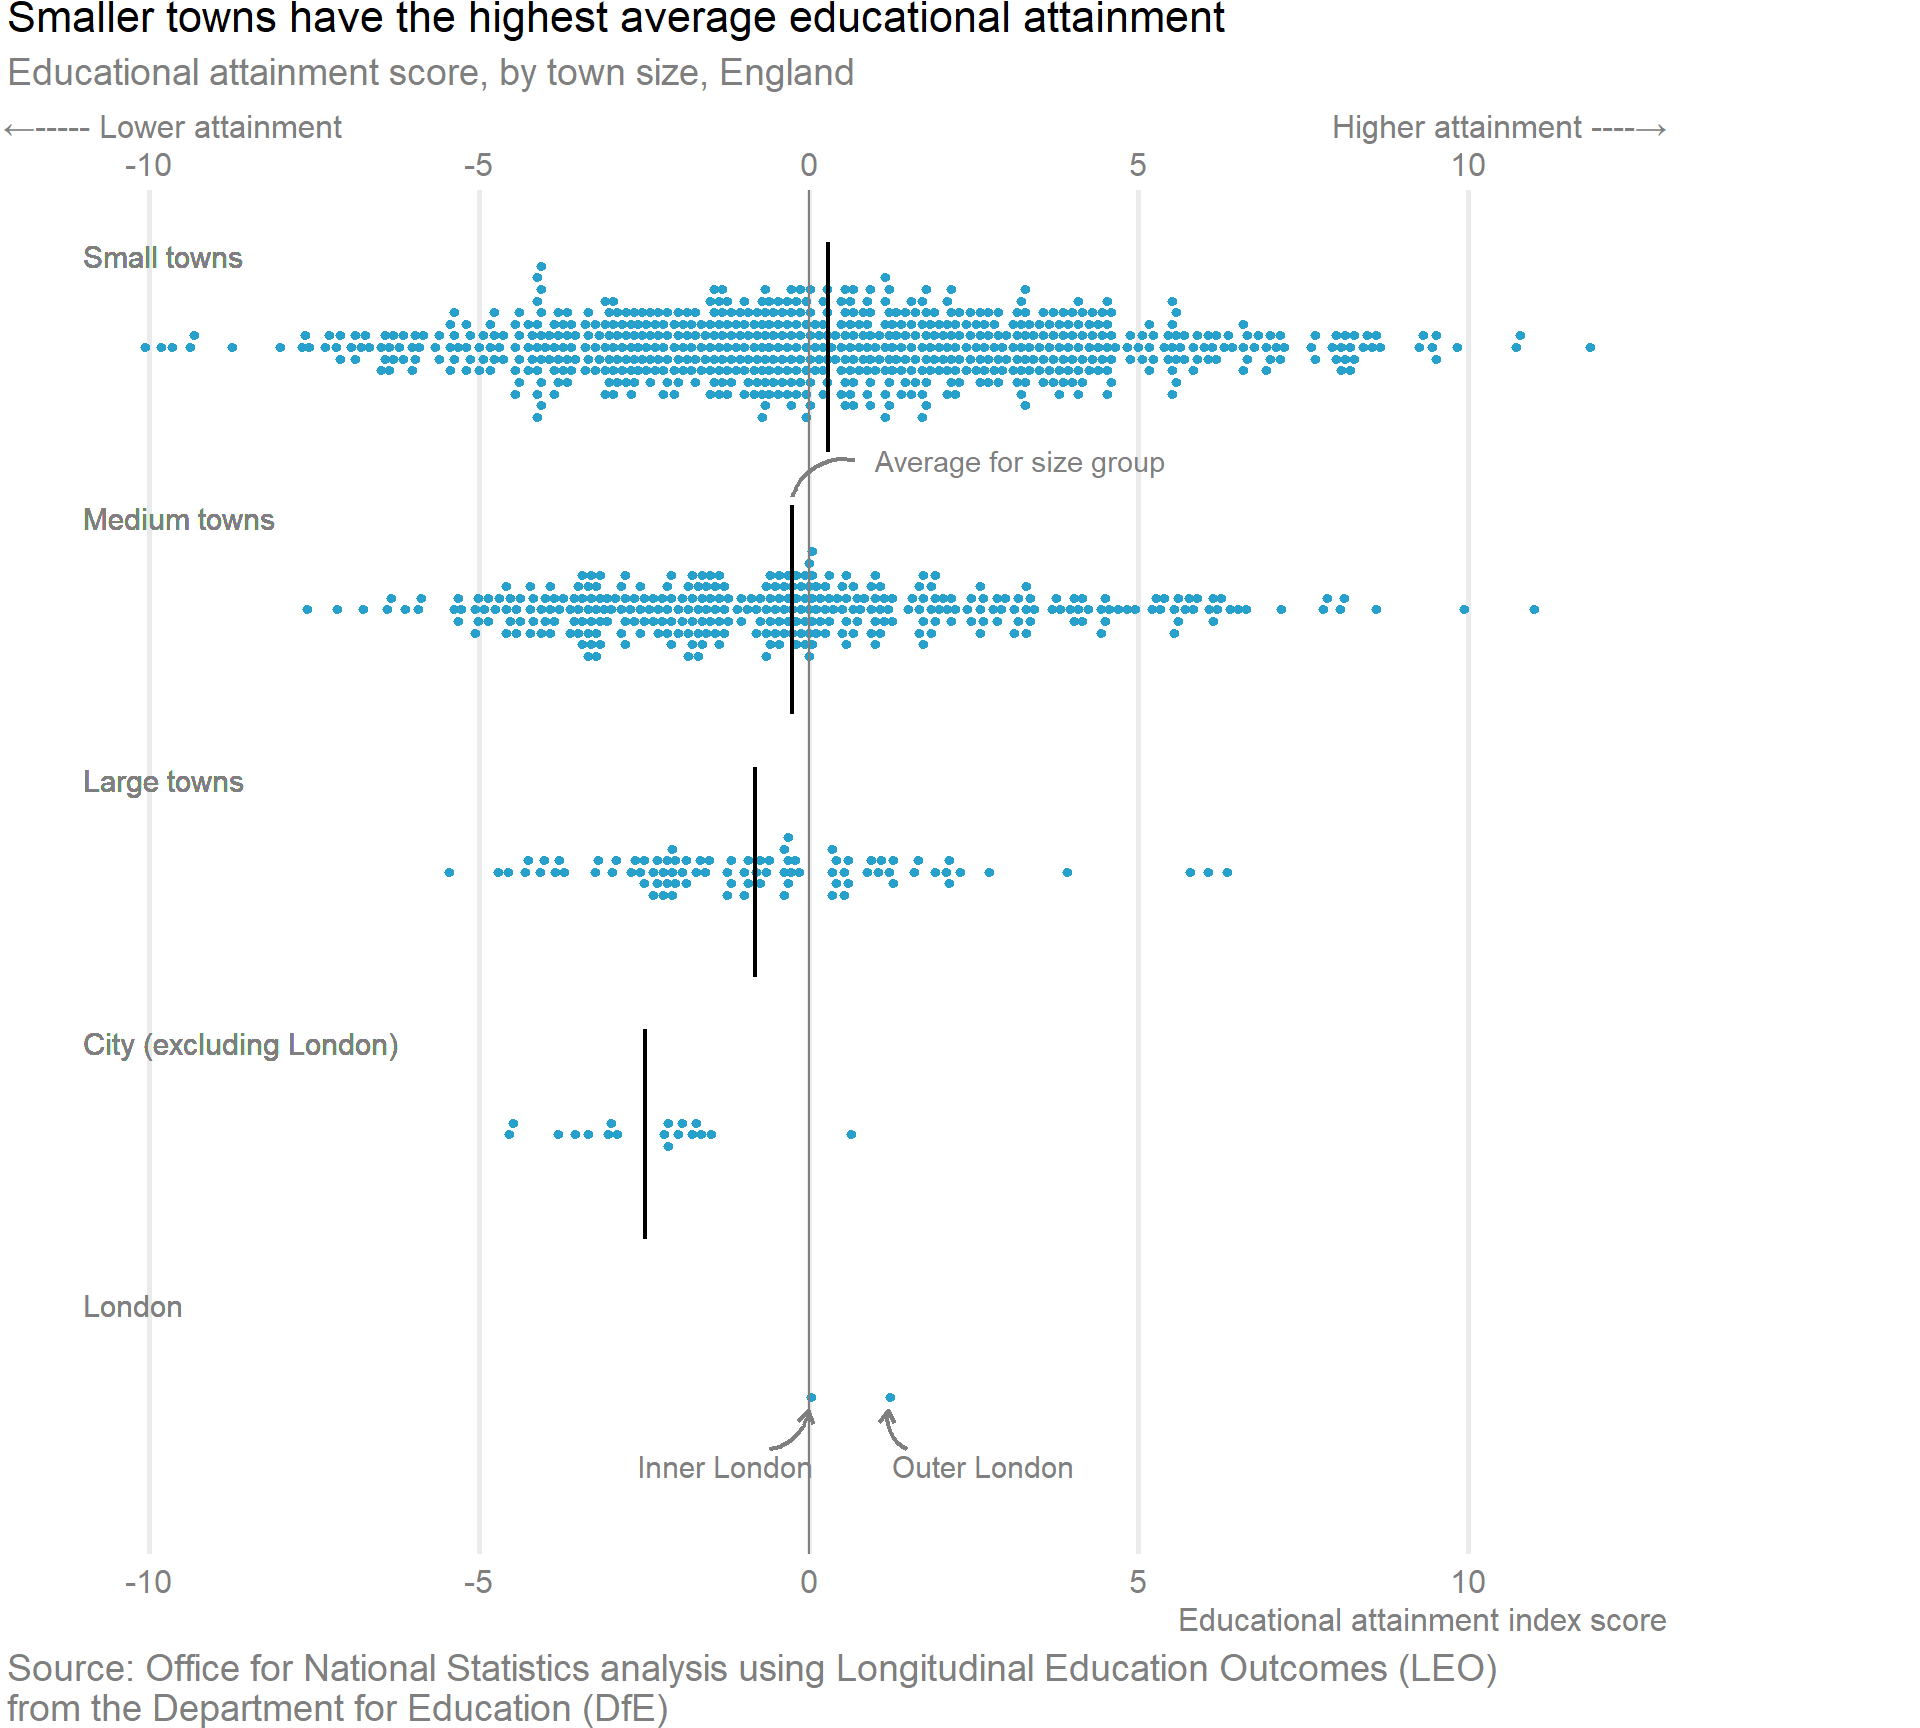 Smaller towns have the highest average educational attainment
Educational attainment score, by town size, England
←----- Lower attainment
Higher attainment ----→
-10 -5 0 5 10
Small towns
Average for size group
Medium towns
Large towns
City (excluding London)
London
Inner London
Outer London
-10 -5 0 5 10
Educational attainment index score
Source: Office for National Statistics analysis using Longitudinal Education Outcomes (LEO)
from the Department for Education (DfE)